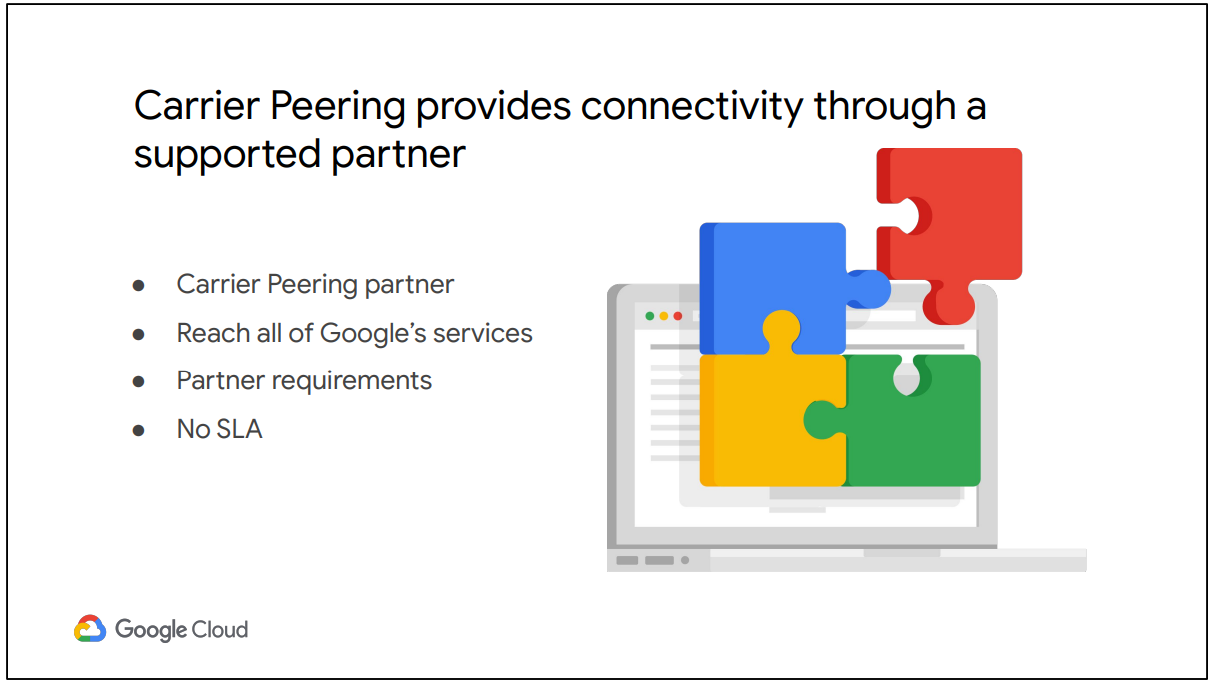 Carrier Peering provides connectivity through a
supported partner
● Carrier Peering partner
● Reach all of Google’s services
● Partner requirements
● No SLA
Google Cloud